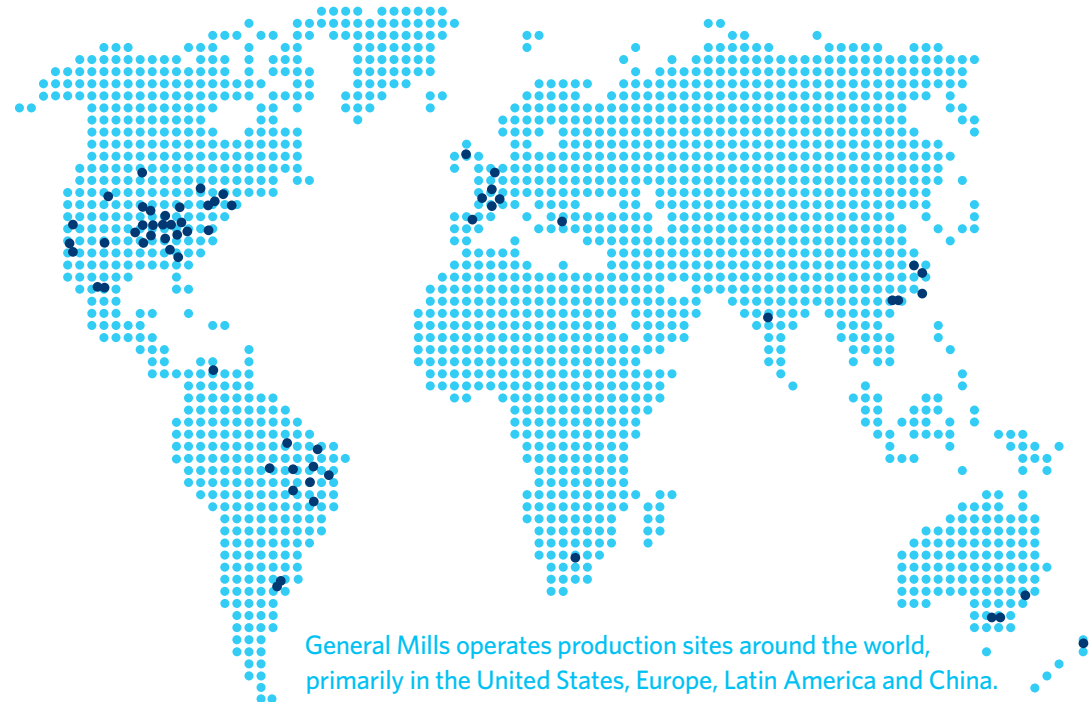 General Mills operates production sites around the world,
primarily in the United States, Europe, Latin America and China.